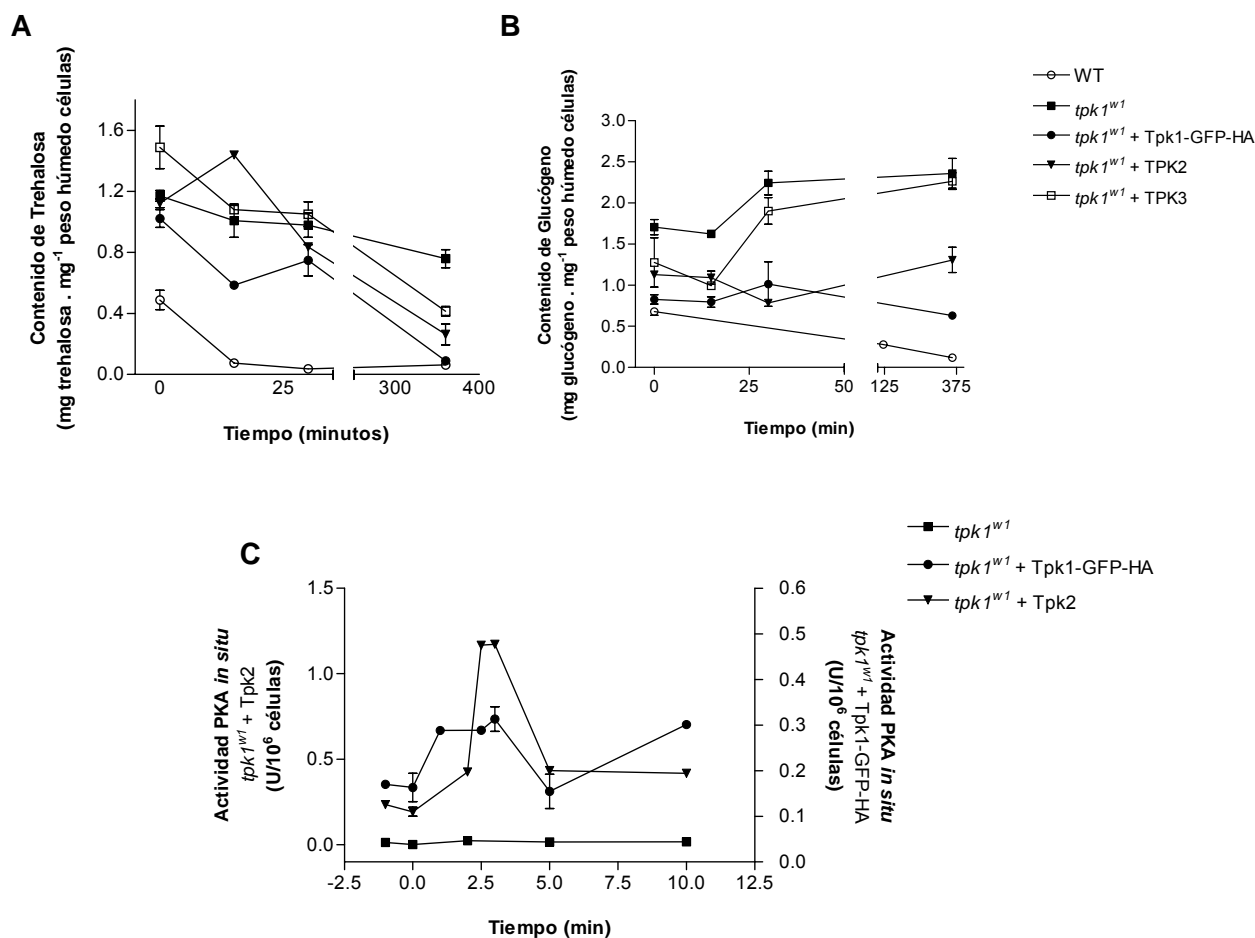 A
Contenido de Trehalosa
(mg trehalosa . mg-1 peso húmedo células)
1.6
1.2
0.8
0.4
0.0
0
25
300
400
Tiempo (minutos)
B
Contenido de Glucógeno
(mg glucógeno . mg-1 peso húmedo células)
3.0
2.5
2.0
1.5
1.0
0.5
0.0
0
25
50
125
375
Tiempo (min)
WT
tpk1w1
tpk1w1 + Tpk1-GFP-HA
tpk1w1 + TPK2
tpk1w1 + TPK3
C
Actividad PKA in situ
tpk1w1 + Tpk2
(U/106 células)
1.5
1.0
0.5
0.0
-2.5
0.0
2.5
5.0
7.5
10.0
12.5
Tiempo (min)
0.6
0.5
0.4
0.3
0.2
0.1
0.0
Actividad PKA in situ
tpk1w1 + Tpk1-GFP-HA
(U/106 células)
tpk1w1
tpk1w1 + Tpk1-GFP-HA
tpk1w1 + Tpk2